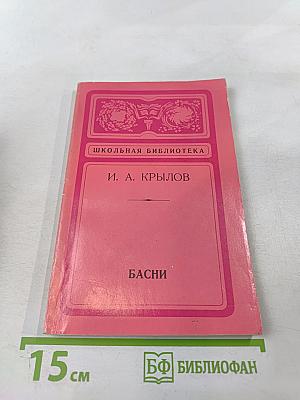 ШКОЛЬНАЯ БИБЛИОТЕКА
И. А. КРЫЛОВ
БАСНИ
15 см
БФ БИБЛИОФАН